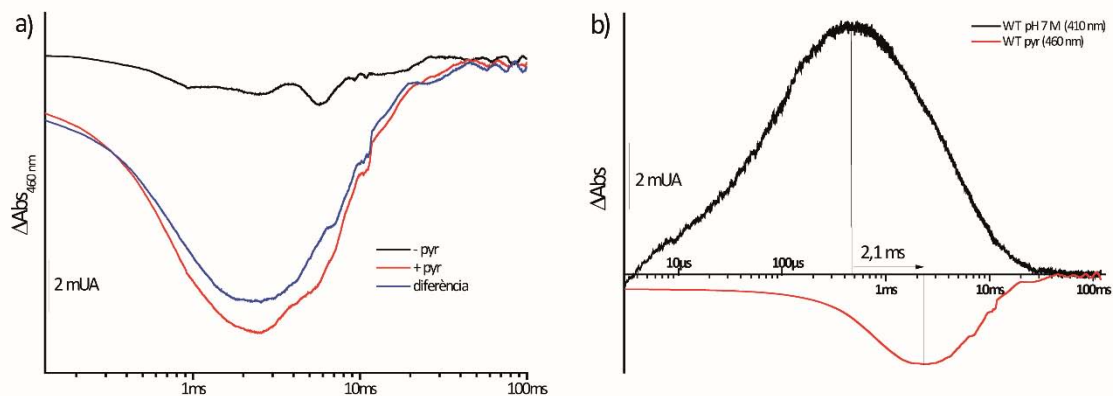 a)
ΔAbs460 nm
2 mUA
- pyr
+ pyr
diferència
1ms
10ms
100ms
b)
WT pH 7 M (410 nm)
WT pyr (460 nm)
ΔAbs
2 mUA
10µs
100µs
1ms
10ms
100ms
2,1 ms